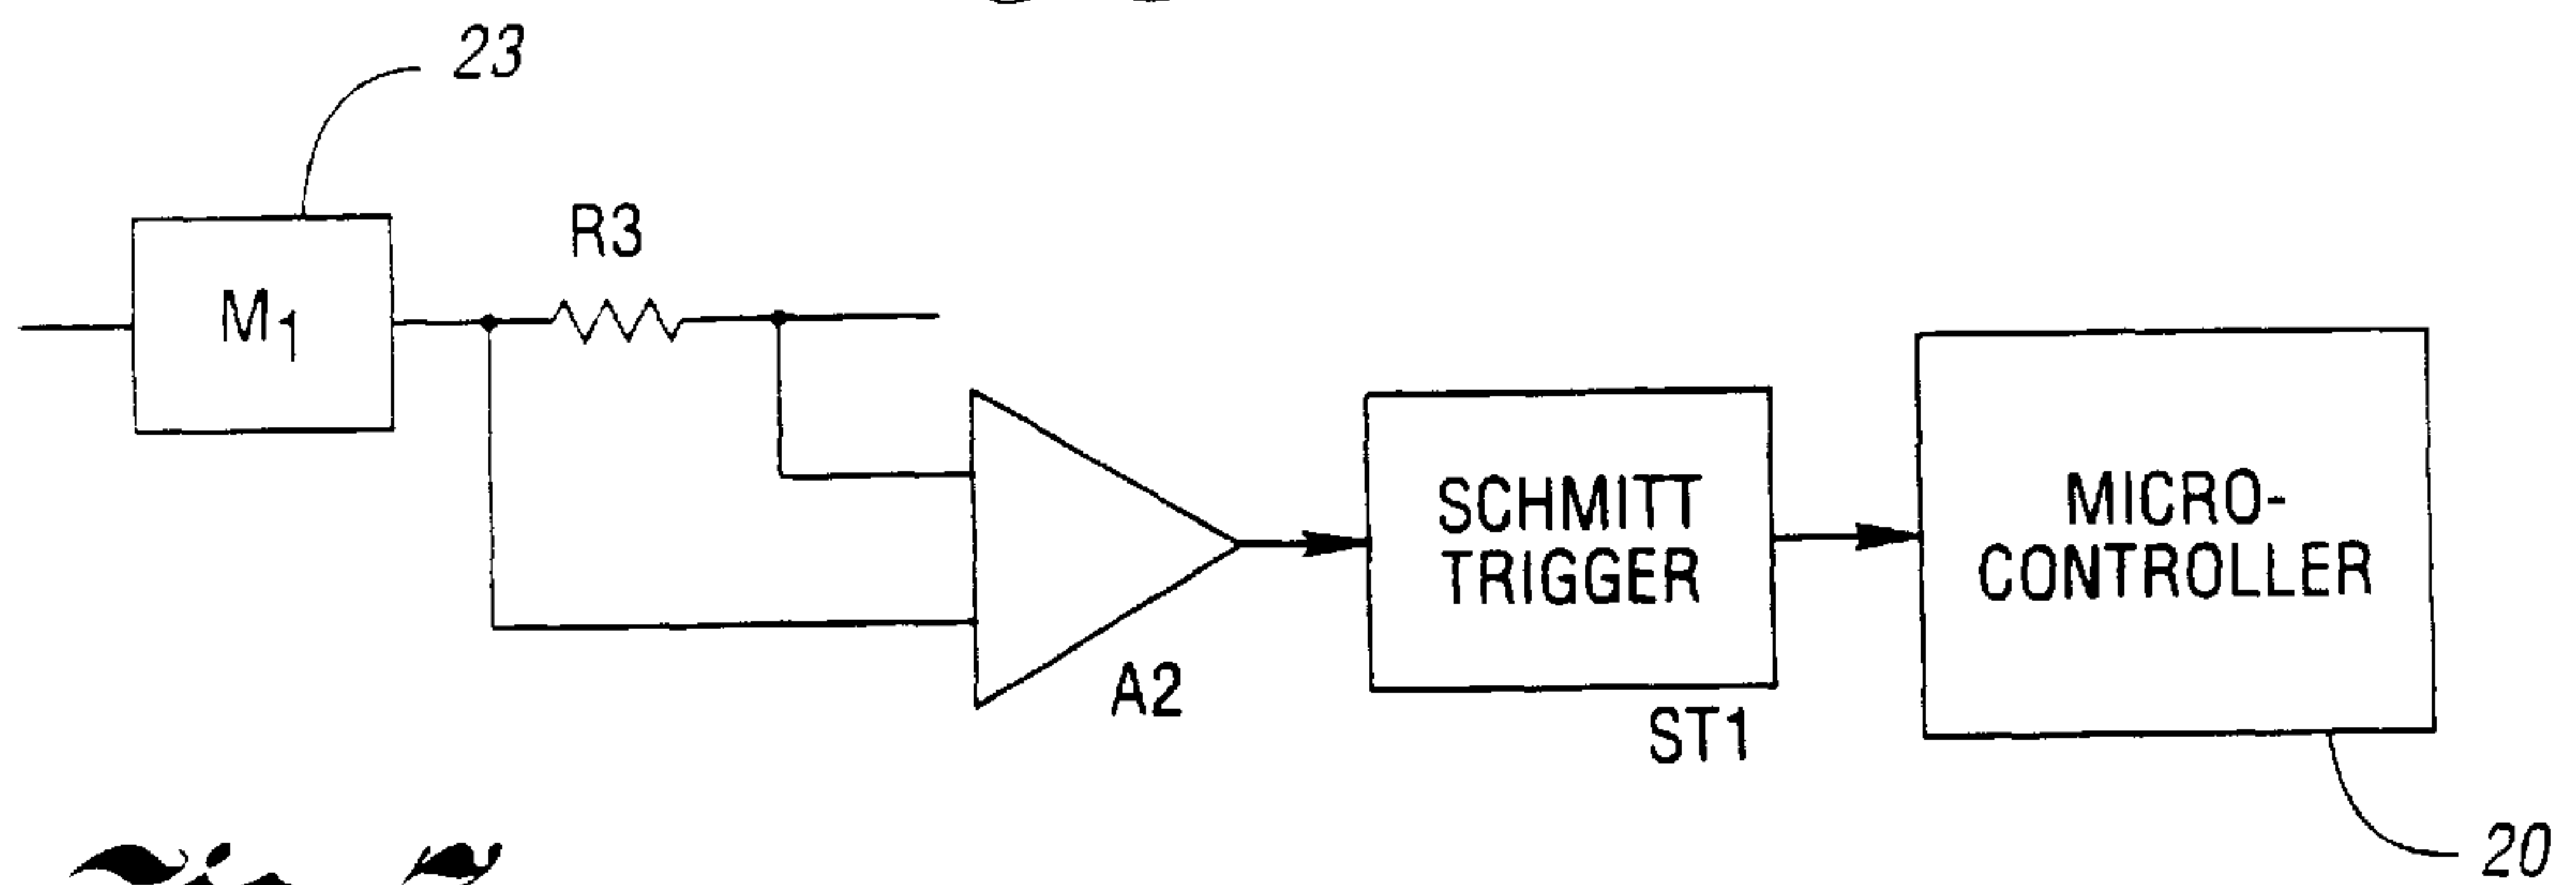 23
R3
M1
SCHMITT
TRIGGER
MICRO-
CONTROLLER
A2
ST1
20